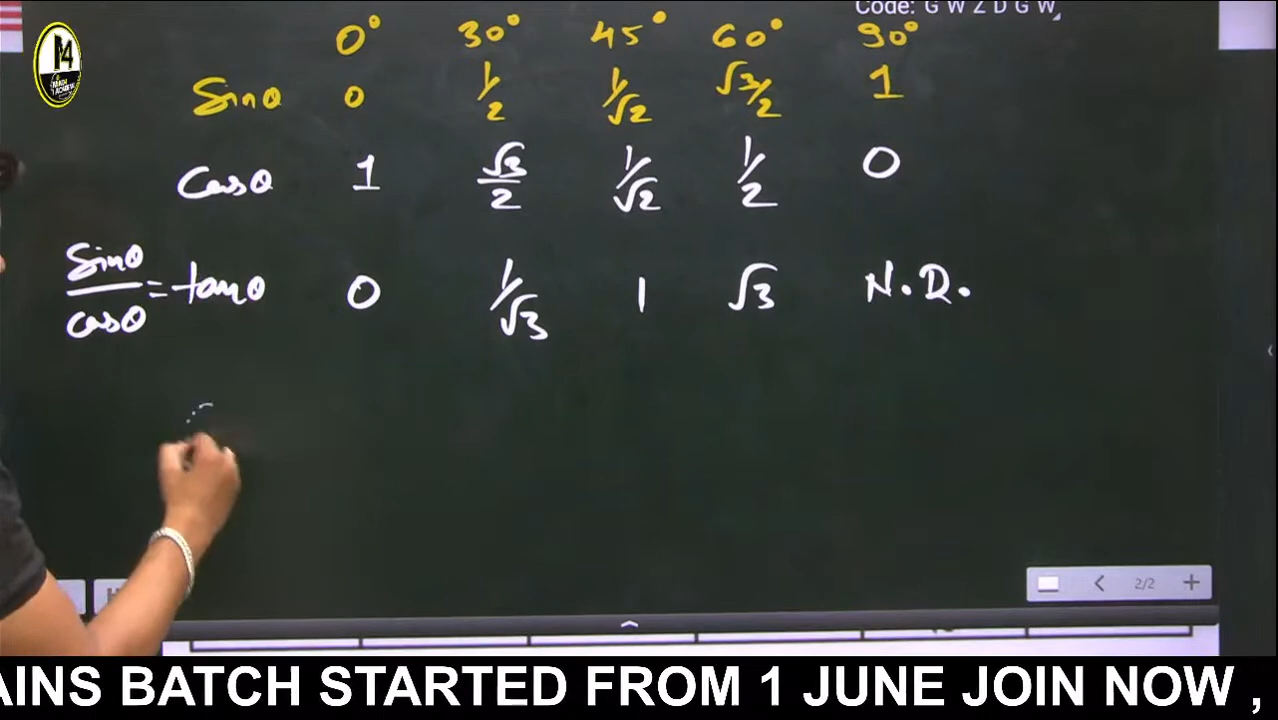 Code: G W Z D G W
0° 30° 45° 60° 90°
Sinθ 0 1/2 1/√2 √3/2 1
Cosθ 1 √3/2 1/√2 1/2 0
Sinθ/cosθ = tanθ 0 1/√3 1 √3 N.D.
2/2
AINS BATCH STARTED FROM 1 JUNE JOIN NOW ,